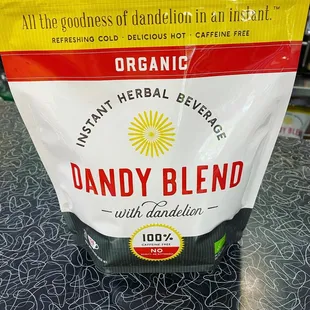 All the goodness of dandelion in an instant.™
REFRESHING COLD · DELICIOUS HOT · CAFFEINE FREE
ORGANIC
INSTANT HERBAL BEVERAGE
DANDY BLEND
with dandelion
100%
CAFFEINE FREE
NO